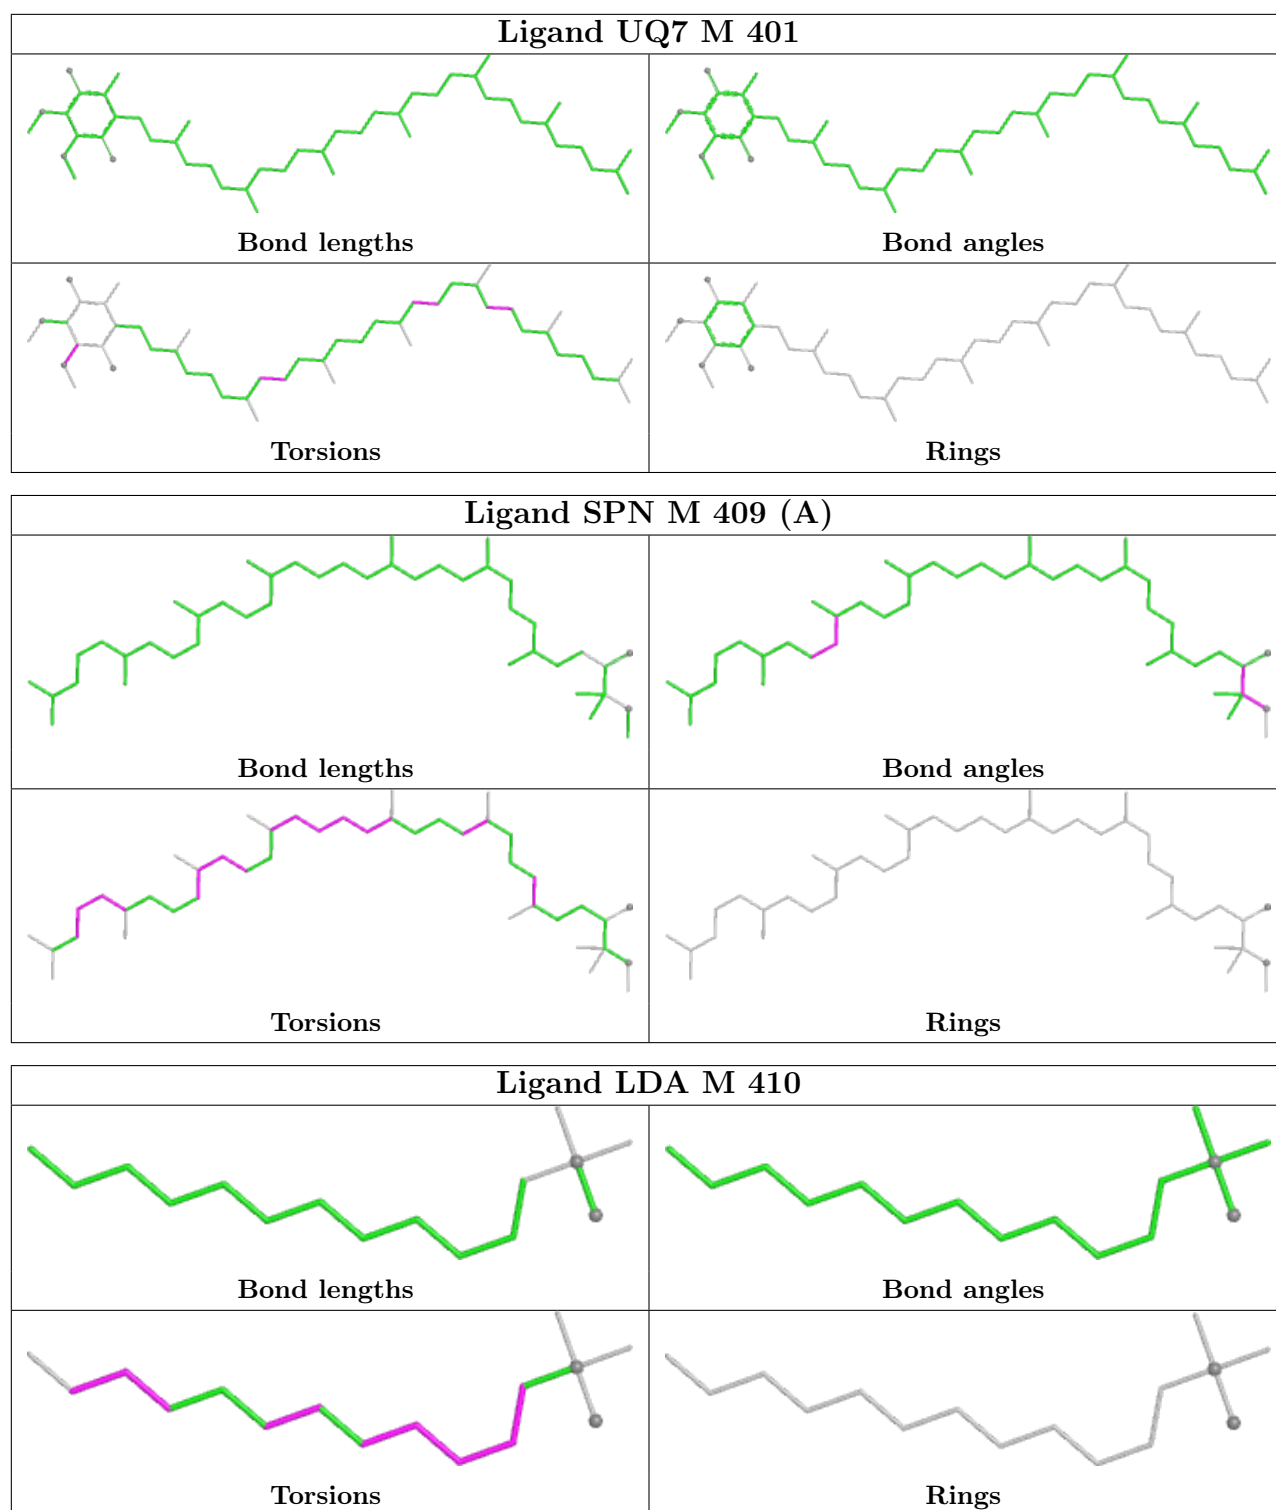 Ligand UQ7 M 401
Bond lengths
Bond angles
Torsions
Rings
Ligand SPN M 409 (A)
Bond lengths
Bond angles
Torsions
Rings
Ligand LDA M 410
Bond lengths
Bond angles
Torsions
Rings